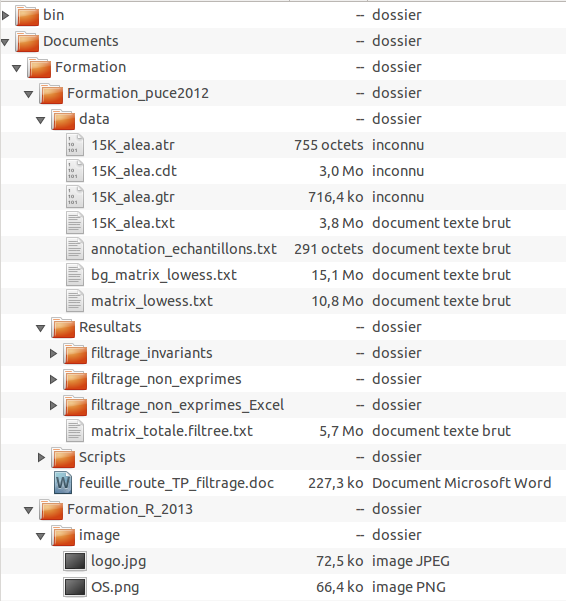 bin -- dossier
Documents -- dossier
Formation -- dossier
Formation_puce2012 -- dossier
data -- dossier
15K_alea.atr 755 octets inconnu
15K_alea.cdt 3,0 Mo inconnu
15K_alea.gtr 716,4 ko inconnu
15K_alea.txt 3,8 Mo document texte brut
annotation_echantillons.txt 291 octets document texte brut
bg_matrix_lowess.txt 15,1 Mo document texte brut
matrix_lowess.txt 10,8 Mo document texte brut
Resultats -- dossier
filtrage_invariants -- dossier
filtrage_non_exprimes -- dossier
filtrage_non_exprimes_Excel -- dossier
matrix_totale.filtree.txt 5,7 Mo document texte brut
Scripts -- dossier
feuille_route_TP_filtrage.doc 227,3 ko Document Microsoft Word
Formation_R_2013 -- dossier
image -- dossier
logo.jpg 72,5 ko image JPEG
OS.png 66,4 ko image PNG